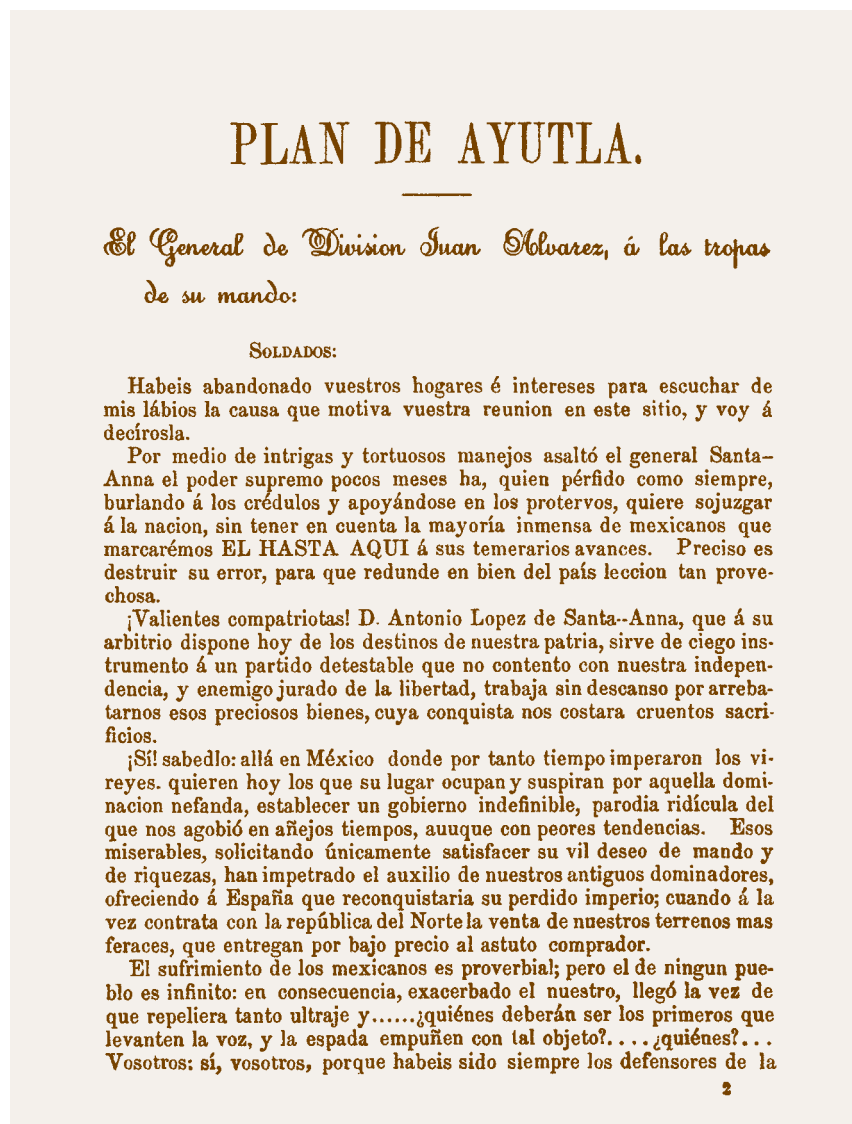 PLAN DE AYUTLA.
El General de Division Juan Alvarez, á las tropas
de su mando:
SOLDADOS:
Habeis abandonado vuestros hogares é intereses para escuchar de
mis lábios la causa que motiva vuestra reunion en este sitio, y voy á
decírosla.
Por medio de intrigas y tortuosos manejos asaltó el general Santa-
Anna el poder supremo pocos meses ha, quien pérfido como siempre,
burlando á los crédulos y apoyándose en los protervos, quiere sojuzgar
á la nacion, sin tener en cuenta la mayoría inmensa de mexicanos que
marcarémos EL HASTA AQUI á sus temerarios avances. Preciso es
destruir su error, para que redunde en bien del país leccion tan prove-
chosa.
¡Valientes compatriotas! D. Antonio Lopez de Santa--Anna, que á su
arbitrio dispone hoy de los destinos de nuestra patria, sirve de ciego ins-
trumento á un partido detestable que no contento con nuestra indepen-
dencia, y enemigo jurado de la libertad, trabaja sin descanso por arreba-
tarnos esos preciosos bienes, cuya conquista nos costara cruentos sacri-
ficios.
¡Sí! sabedlo: allá en México donde por tanto tiempo imperaron los vi-
reyes. quieren hoy los que su lugar ocupan y suspiran por aquella domi-
nacion nefanda, establecer un gobierno indefinible, parodia ridícula del
que nos agobió en añejos tiempos, auuque con peores tendencias. Esos
miserables, solicitando únicamente satisfacer su vil deseo de mando y
de riquezas, han impetrado el auxilio de nuestros antiguos dominadores,
ofreciendo á España que reconquistaria su perdido imperio; cuando á la
vez contrata con la república del Norte la venta de nuestros terrenos mas
feraces, que entregan por bajo precio al astuto comprador.
El sufrimiento de los mexicanos es proverbial; pero el de ningun pue-
blo es infinito: en consecuencia, exacerbado el nuestro, llegó la vez de
que repeliera tanto ultraje y......¿quiénes deberán ser los primeros que
levanten la voz, y la espada empuñen con tal objeto?....¿quiénes?...
Vosotros: sí, vosotros, porque habeis sido siempre los defensores de la
2